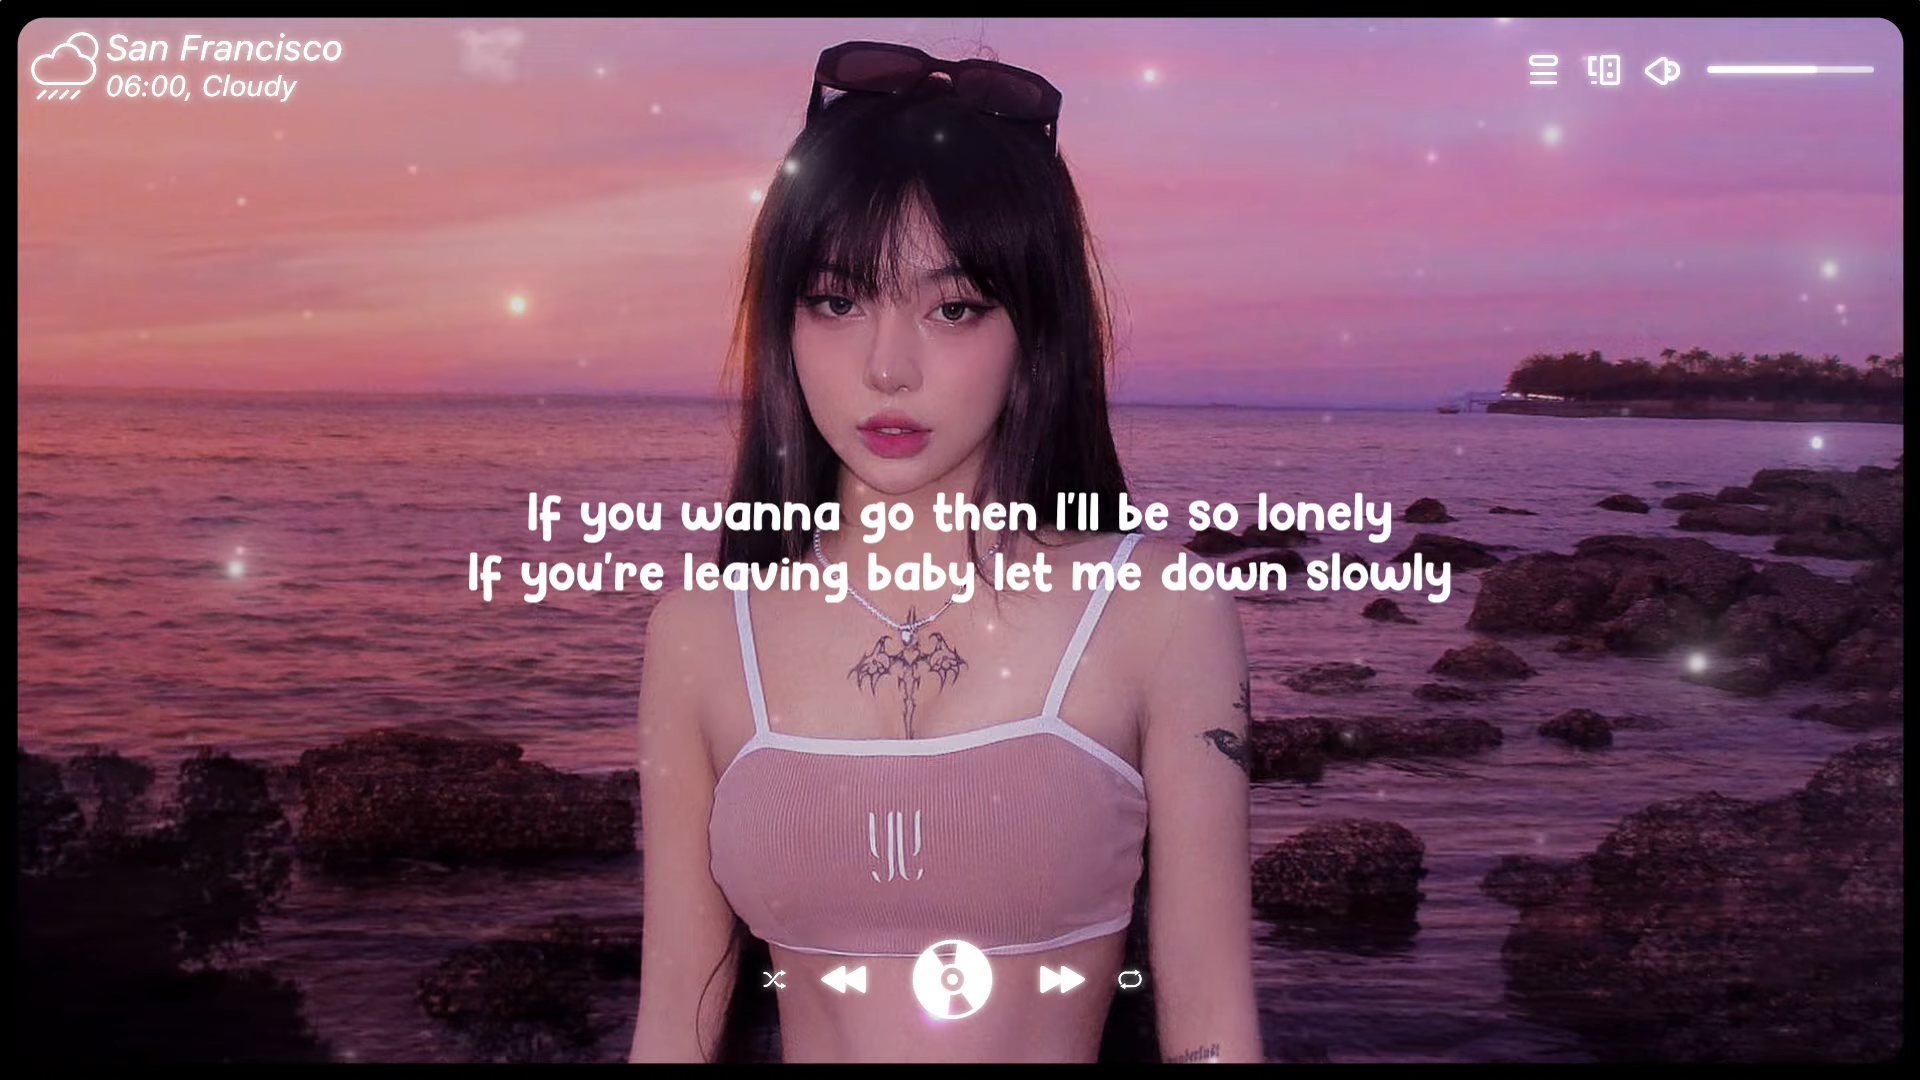 San Francisco
06:00, Cloudy
If you wanna go then I'll be so lonely
If you're leaving baby let me down slowly